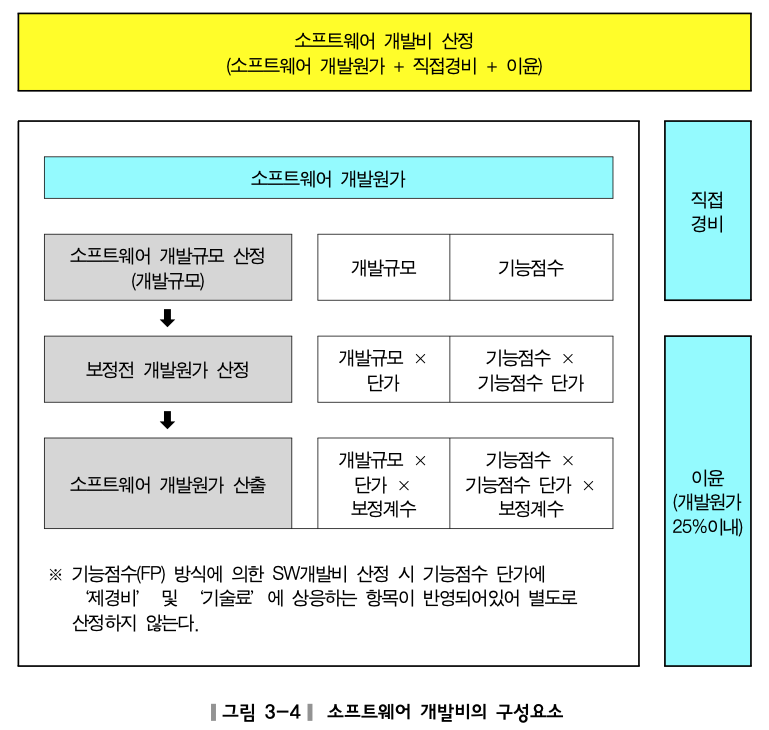 소프트웨어 개발비 산정
(소프트웨어 개발원가 + 직접경비 + 이윤)
소프트웨어 개발원가
직접
경비
소프트웨어 개발규모 산정
(개발규모)
개발규모
기능점수
보정전 개발원가 산정
개발규모 ×
단가
기능점수 ×
기능점수 단가
소프트웨어 개발원가 산출
개발규모 ×
단가 ×
보정계수
기능점수 ×
기능점수 단가 ×
보정계수
이윤
(개발원가
25%이내)
※ 기능점수(FP) 방식에 의한 SW개발비 산정 시 기능점수 단가에
‘제경비’ 및 ‘기술료’에 상응하는 항목이 반영되어있어 별도로
산정하지 않는다.
‖그림 3-4‖ 소프트웨어 개발비의 구성요소